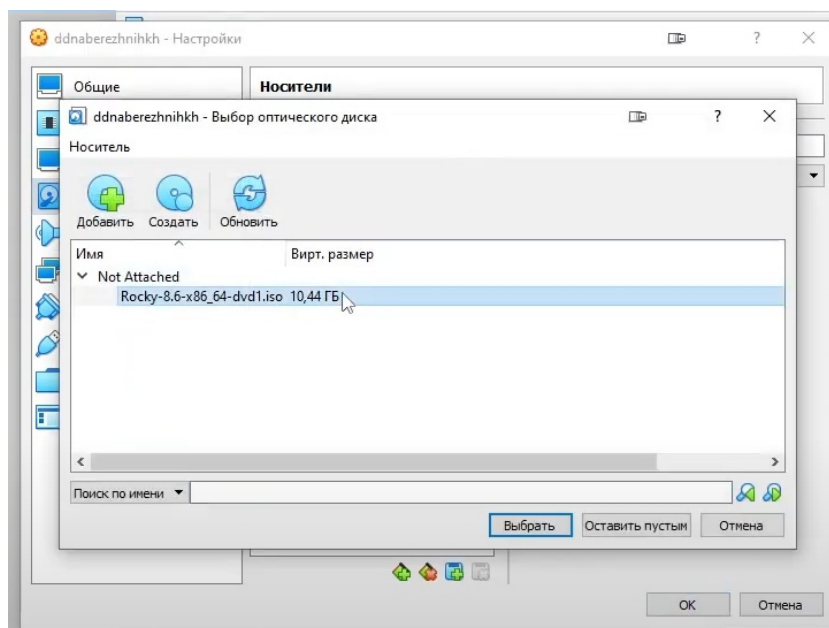 ddnaberezhnihkh - Настройки
?
Общие
Носители
ddnaberezhnihkh - Выбор оптического диска
?
Носитель
Добавить Создать Обновить
Имя Вирт. размер
Not Attached
Rocky-8.6-x86_64-dvd1.iso 10,44 ГБ
Поиск по имени
Выбрать Оставить пустым Отмена
OK Отмена